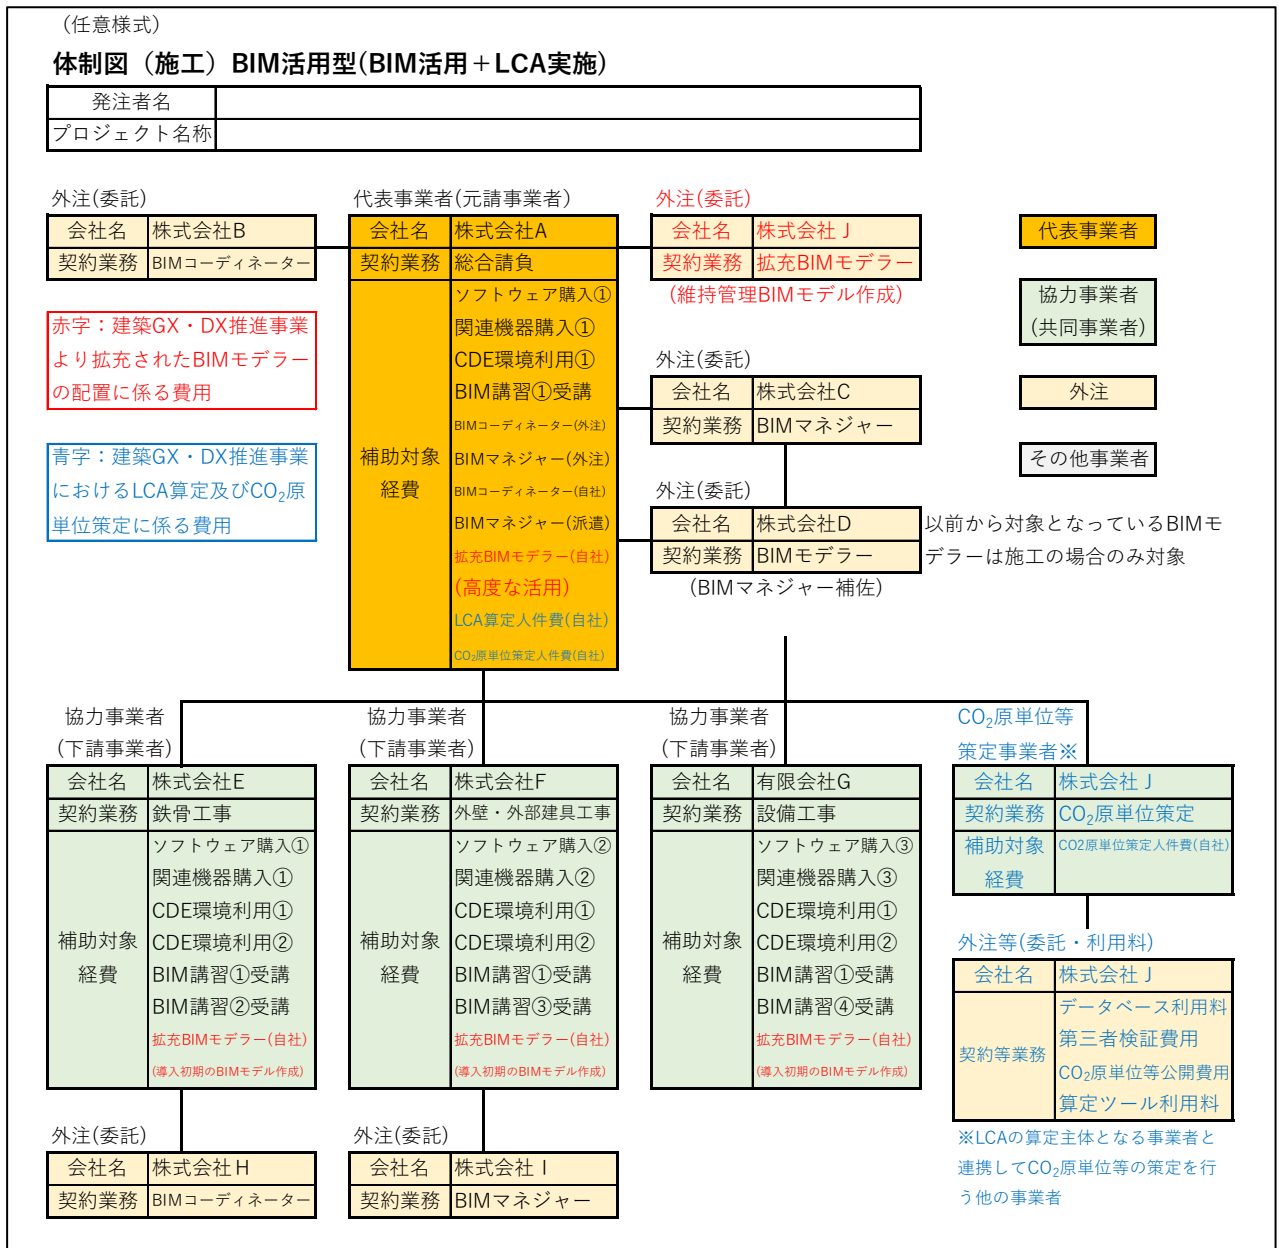 （任意様式）
体制図（施工）BIM活用型(BIM活用＋LCA実施)
発注者名
プロジェクト名称
外注(委託)
会社名 株式会社B
契約業務 BIMコーディネーター
代表事業者(元請事業者)
会社名 株式会社A
契約業務 総合請負
補助対象
経費
ソフトウェア購入①
関連機器購入①
CDE環境利用①
BIM講習①受講
BIMコーディネーター(外注)
BIMマネジャー(外注)
BIMコーディネーター(自社)
BIMマネジャー(派遣)
拡充BIMモデラー(自社)
(高度な活用)
LCA算定人件費(自社)
CO₂原単位策定人件費(自社)
外注(委託)
会社名 株式会社Ｊ
契約業務 拡充BIMモデラー
(維持管理BIMモデル作成)
外注(委託)
会社名 株式会社C
契約業務 BIMマネジャー
外注(委託)
会社名 株式会社D
契約業務 BIMモデラー
(BIMマネジャー補佐)
以前から対象となっているBIMモ
デラーは施工の場合のみ対象
代表事業者
協力事業者
(共同事業者)
外注
その他事業者
赤字：建築GX・DX推進事業
より拡充されたBIMモデラー
の配置に係る費用
青字：建築GX・DX推進事業
におけるLCA算定及びCO₂原
単位策定に係る費用
協力事業者
(下請事業者)
会社名 株式会社E
契約業務 鉄骨工事
補助対象
経費
ソフトウェア購入①
関連機器購入①
CDE環境利用①
CDE環境利用②
BIM講習①受講
BIM講習②受講
拡充BIMモデラー(自社)
(導入初期のBIMモデル作成)
外注(委託)
会社名 株式会社Ｈ
契約業務 BIMコーディネーター
協力事業者
(下請事業者)
会社名 株式会社F
契約業務 外壁・外部建具工事
補助対象
経費
ソフトウェア購入②
関連機器購入②
CDE環境利用①
CDE環境利用②
BIM講習①受講
BIM講習③受講
拡充BIMモデラー(自社)
(導入初期のBIMモデル作成)
外注(委託)
会社名 株式会社Ｉ
契約業務 BIMマネジャー
協力事業者
(下請事業者)
会社名 有限会社G
契約業務 設備工事
補助対象
経費
ソフトウェア購入③
関連機器購入③
CDE環境利用①
CDE環境利用②
BIM講習①受講
BIM講習④受講
拡充BIMモデラー(自社)
(導入初期のBIMモデル作成)
CO₂原単位等
策定事業者※
会社名 株式会社Ｊ
契約業務 CO₂原単位策定
補助対象
経費
CO2原単位策定人件費(自社)
外注等(委託・利用料)
会社名 株式会社Ｊ
契約等業務
データベース利用料
第三者検証費用
CO₂原単位等公開費用
算定ツール利用料
※LCAの算定主体となる事業者と
連携してCO₂原単位等の策定を行
う他の事業者